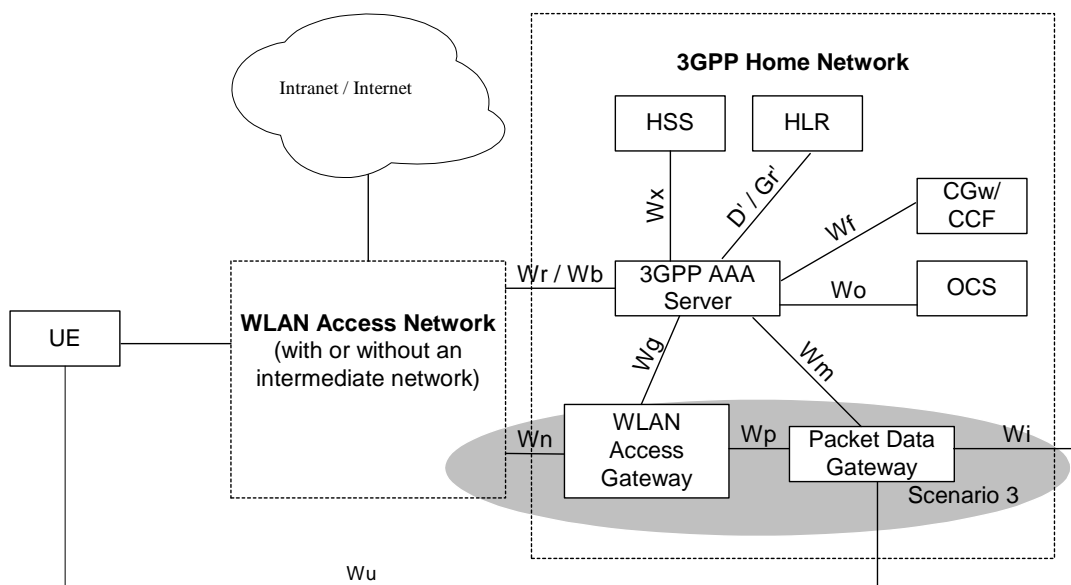 3GPP Home Network
Intranet / Internet
HSS
HLR
Wx
D' / Gr'
Wf
CGw/
CCF
Wr / Wb
3GPP AAA
Server
Wo
OCS
UE
WLAN Access Network
(with or without an
intermediate network)
Wg
Wm
Wn
WLAN
Access
Gateway
Wp
Packet Data
Gateway
Wi
Scenario 3
Wu